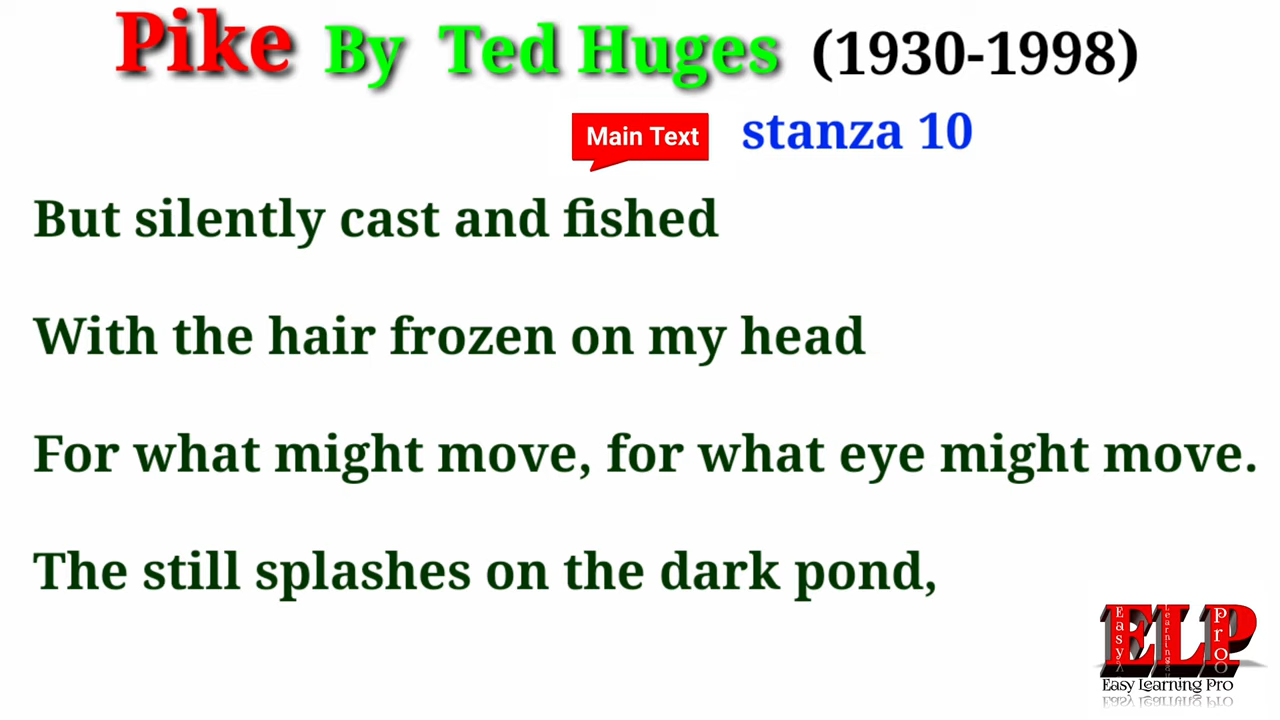 Pike By Ted Huges (1930-1998)
Main Text stanza 10
But silently cast and fished
With the hair frozen on my head
For what might move, for what eye might move.
The still splashes on the dark pond,
ELP
Easy Learning Pro
Easy Learning Pro